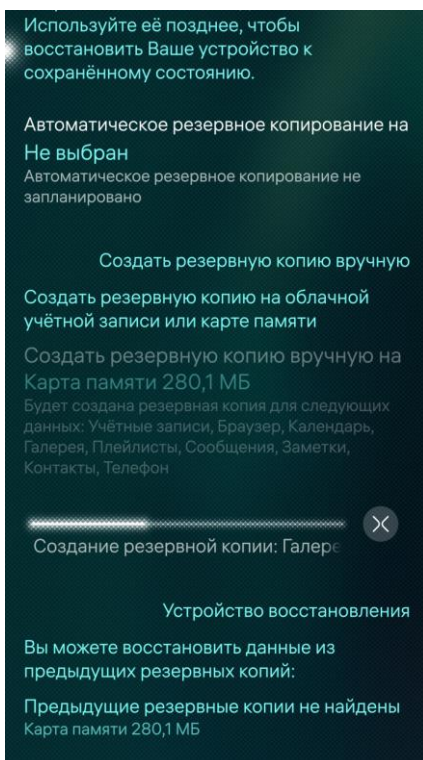 Используйте её позднее, чтобы
восстановить Ваше устройство к
сохранённому состоянию.
Автоматическое резервное копирование на
Не выбран
Автоматическое резервное копирование не
запланировано
Создать резервную копию вручную
Создать резервную копию на облачной
учётной записи или карте памяти
Создать резервную копию вручную на
Карта памяти 280,1 МБ
Будет создана резервная копия для следующих
данных: Учётные записи, Браузер, Календарь,
Галерея, Плейлисты, Сообщения, Заметки,
Контакты, Телефон
Создание резервной копии: Галере
Устройство восстановления
Вы можете восстановить данные из
предыдущих резервных копий:
Предыдущие резервные копии не найдены
Карта памяти 280,1 МБ